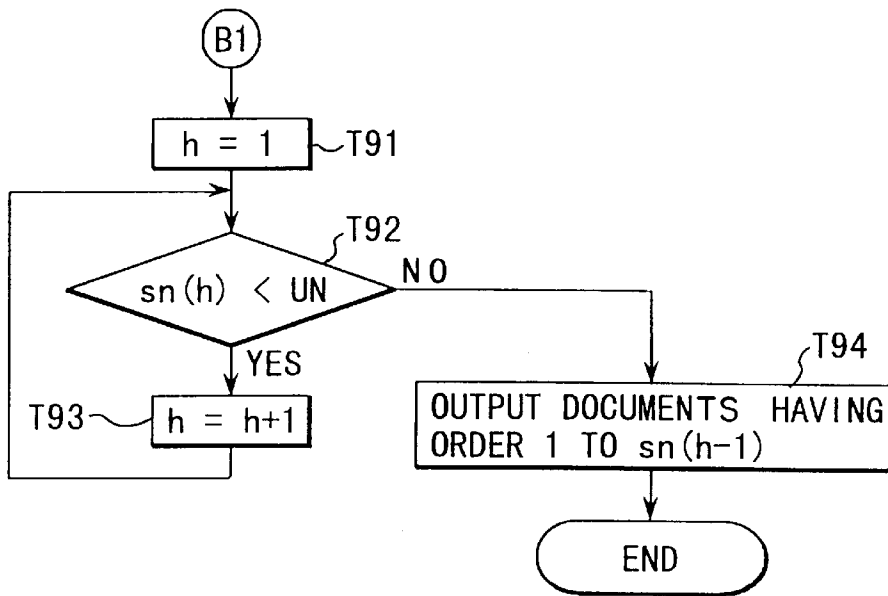 B1
h = 1
T91
T92
sn(h) < UN
NO
YES
T93
h = h+1
T94
OUTPUT DOCUMENTS HAVING
ORDER 1 TO sn(h-1)
END